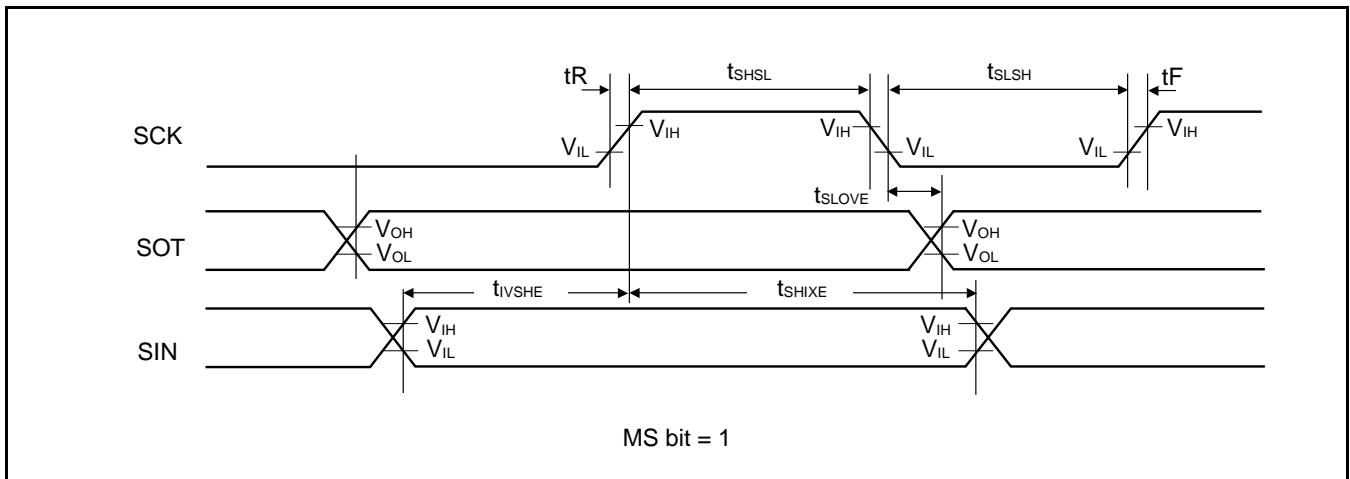 tR tSHSL tSLSH tF
SCK VIH VIH VIH
VIL VIL VIL
tSLOVE
SOT VOH VOH
VOL VOL
tIVSHE tSHIXE
SIN VIH VIH
VIL VIL
MS bit = 1